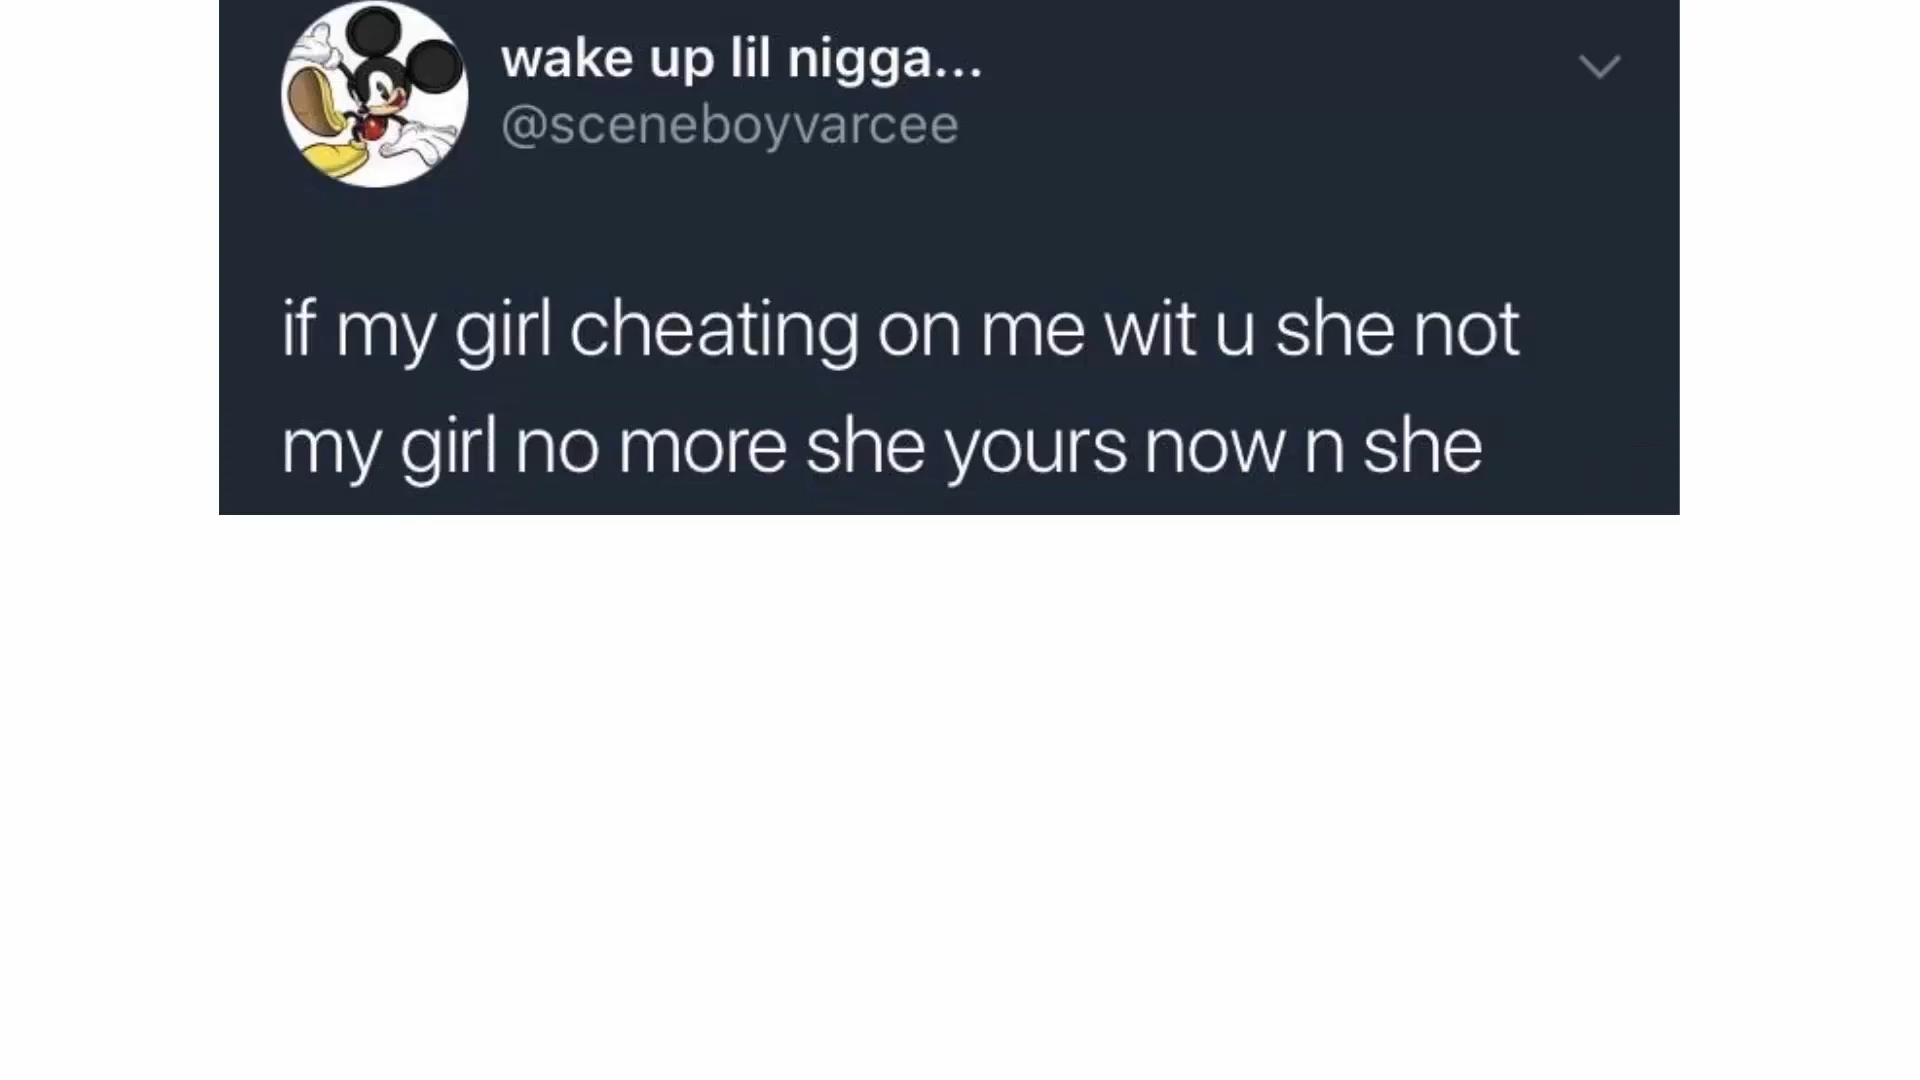 wake up lil nigga...
@sceneboyvarcee
if my girl cheating on me wit u she not
my girl no more she yours now n she